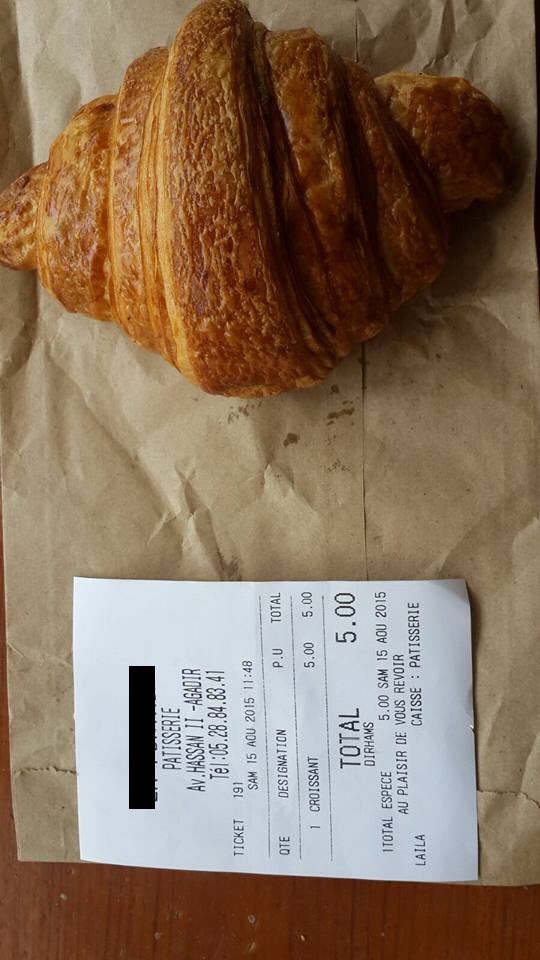 PATISSERIE
Av.HASSAN II -AGADIR
Tél:05.28.84.83.41
TICKET 191
SAM 15 AOU 2015 11:48
QTE DESIGNATION P.U TOTAL
1 CROISSANT 5.00 5.00
TOTAL 5.00
DIRHAMS
1TOTAL ESPECE 5.00 SAM 15 AOU 2015
AU PLAISIR DE VOUS REVOIR
LAILA CAISSE : PATISSERIE